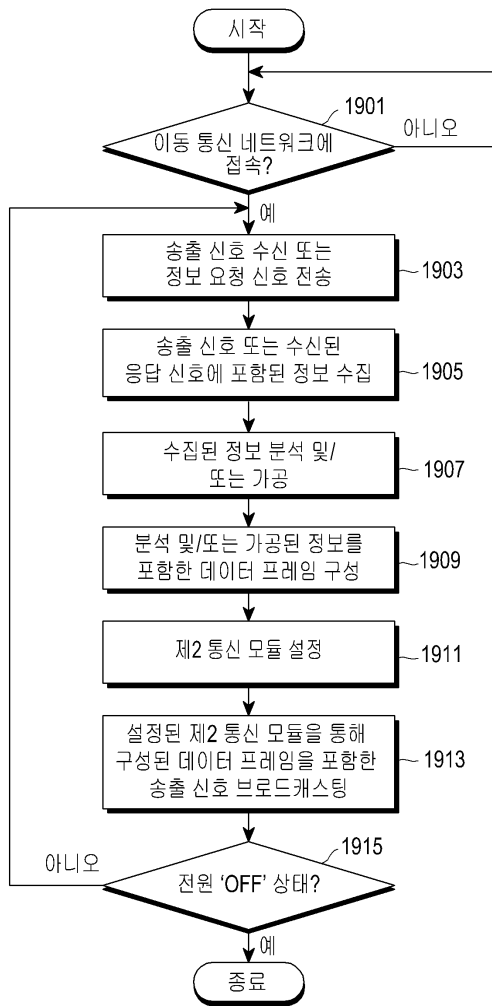 시작
1901
이동 통신 네트워크에
접속?
아니오
예
송출 신호 수신 또는
정보 요청 신호 전송
1903
송출 신호 또는 수신된
응답 신호에 포함된 정보 수집
1905
수집된 정보 분석 및/
또는 가공
1907
분석 및/또는 가공된 정보를
포함한 데이터 프레임 구성
1909
제2 통신 모듈 설정
1911
설정된 제2 통신 모듈을 통해
구성된 데이터 프레임을 포함한
송출 신호 브로드캐스팅
1913
아니오
1915
전원 ‘OFF’ 상태?
예
종료